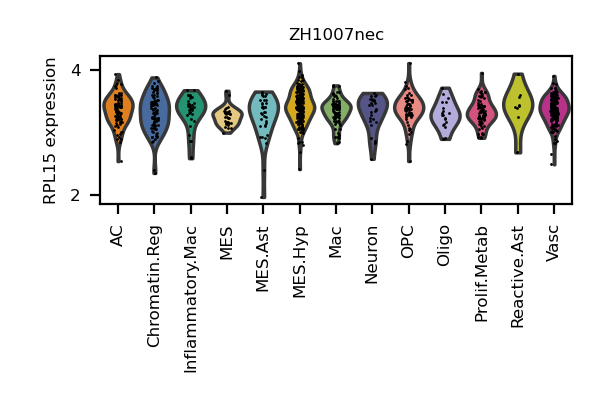 ZH1007nec
RPL15 expression
4
2
AC
Chromatin.Reg
Inflammatory.Mac
MES
MES.Ast
MES.Hyp
Mac
Neuron
OPC
Oligo
Prolif.Metab
Reactive.Ast
Vasc